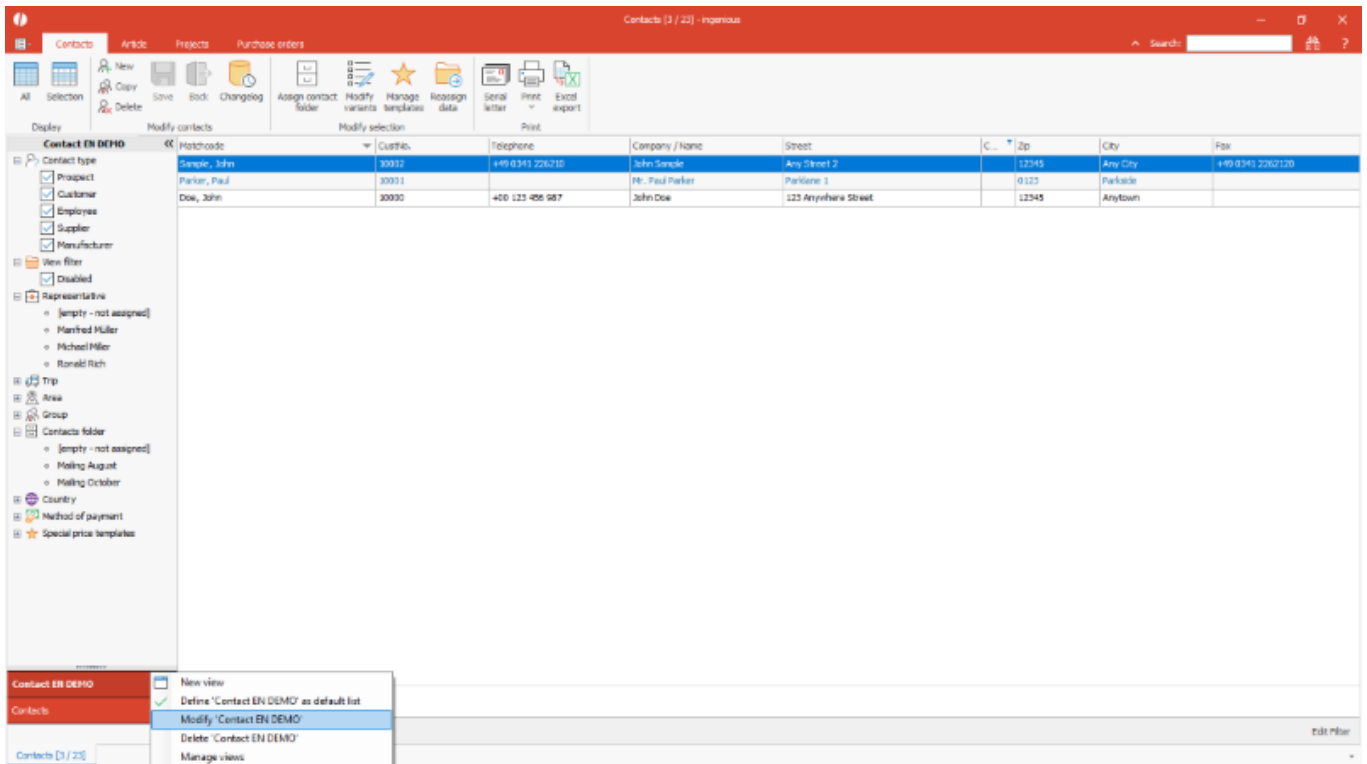 Contacts [3 / 23] - ingenious
Contacts Article Projects Purchase orders Search: ?
All Selection New Copy Delete Save Back Changelog Assign contact folder Modify variants Manage templates Reassign data Serial letter Print Excel export
Display Modify contacts Modify selection Print
Contact EN DEMO « Matchcode CustNo. Telephone Company / Name Street C... Zip City Fax
Contact type
Sample, John 10002 +49 0341 226210 John Sample Any Street 2 12345 Any City +49 0341 2262120
Prospect
Parker, Paul 10001 Mr. Paul Parker Parklane 1 0123 Parkside
Customer
Doe, John 10000 +00 123 456 987 John Doe 123 Anywhere Street 12345 Anytown
Employee
Supplier
Manufacturer
View filter
Disabled
Representative
[empty - not assigned]
Manfred Müller
Michael Miller
Ronald Rich
Trip
Area
Group
Contacts folder
[empty - not assigned]
Mailing August
Mailing October
Country
Method of payment
Special price templates
Contact EN DEMO
Contacts
New view
Define 'Contact EN DEMO' as default list
Modify 'Contact EN DEMO'
Delete 'Contact EN DEMO'
Manage views
Edit Filter
Contacts [3 / 23]